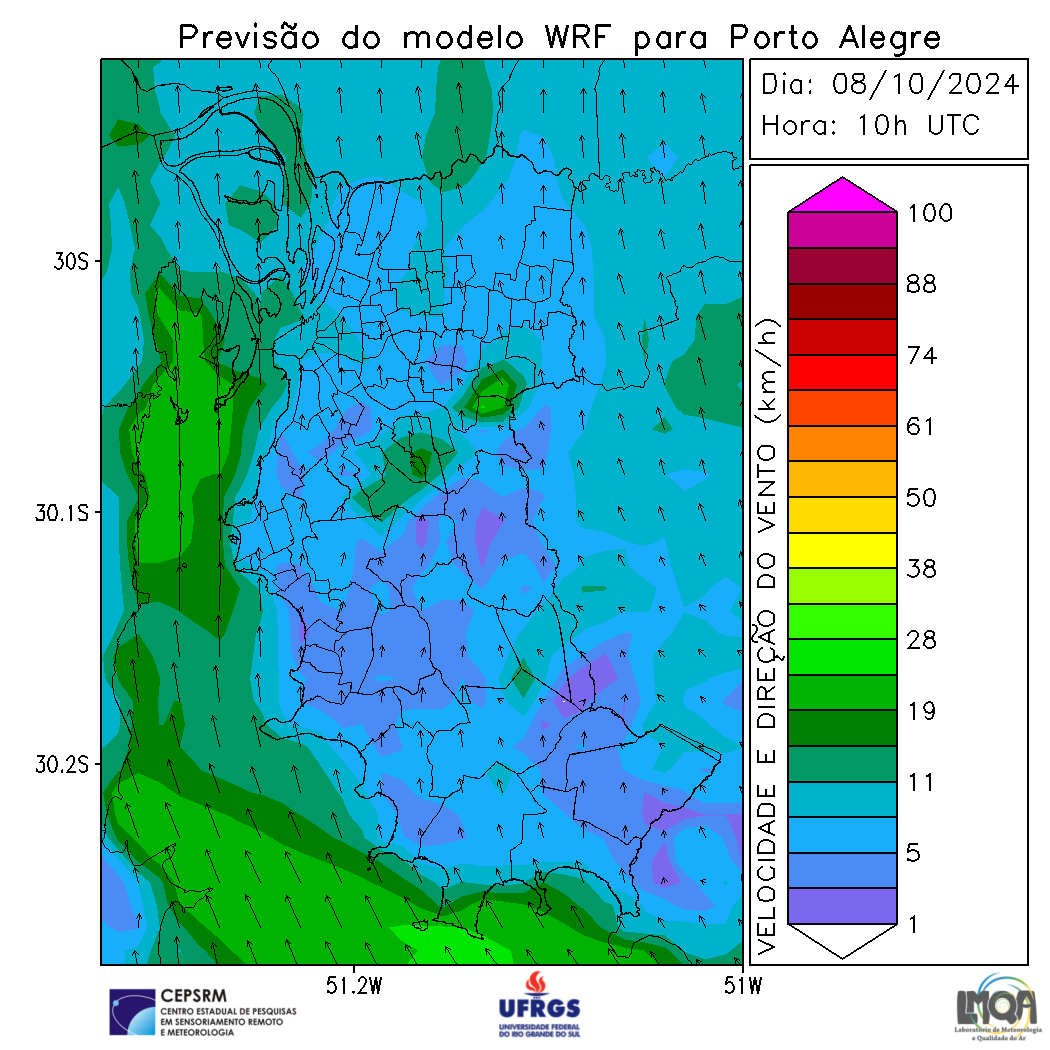 Previsão do modelo WRF para Porto Alegre
Dia: 08/10/2024
Hora: 10h UTC
30S
30.1S
30.2S
51.2W
51W
VELOCIDADE E DIREÇÃO DO VENTO (km/h)
100
88
74
61
50
38
28
19
11
5
1
CEPSRM
CENTRO ESTADUAL DE PESQUISAS
EM SENSORIAMENTO REMOTO
E METEOROLOGIA
UFRGS
UNIVERSIDADE FEDERAL
DO RIO GRANDE DO SUL
LMQA
Laboratório de Meteorologia
e Qualidade do Ar